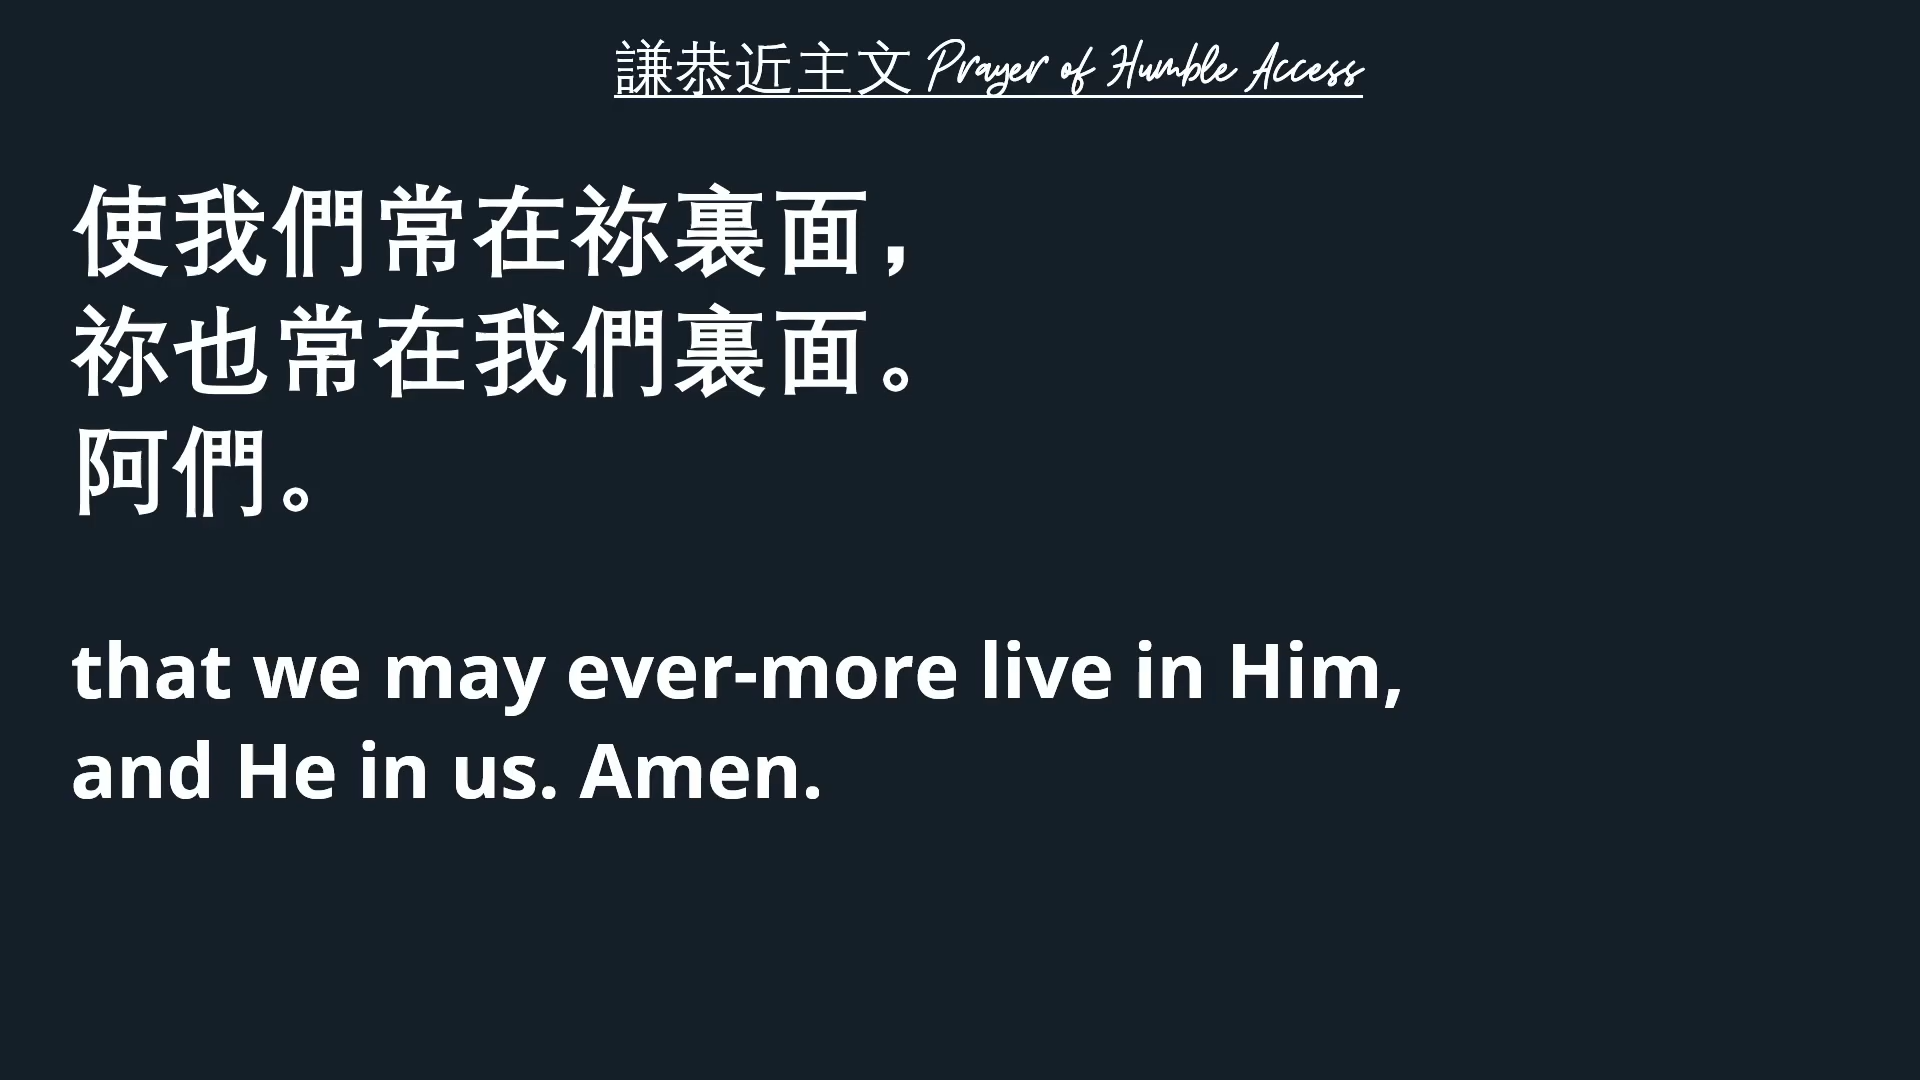 謙恭近主文 Prayer of Humble Access
使我們常在祢裏面，
祢也常在我們裏面。
阿們。
that we may ever-more live in Him,
and He in us. Amen.